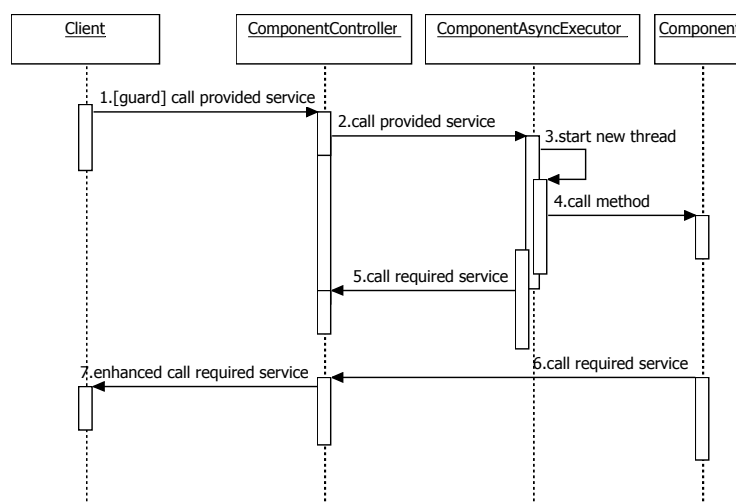 Client
ComponentController
ComponentAsyncExecutor
Component
1.[guard] call provided service
2.call provided service
3.start new thread
4.call method
5.call required service
6.call required service
7.enhanced call required service